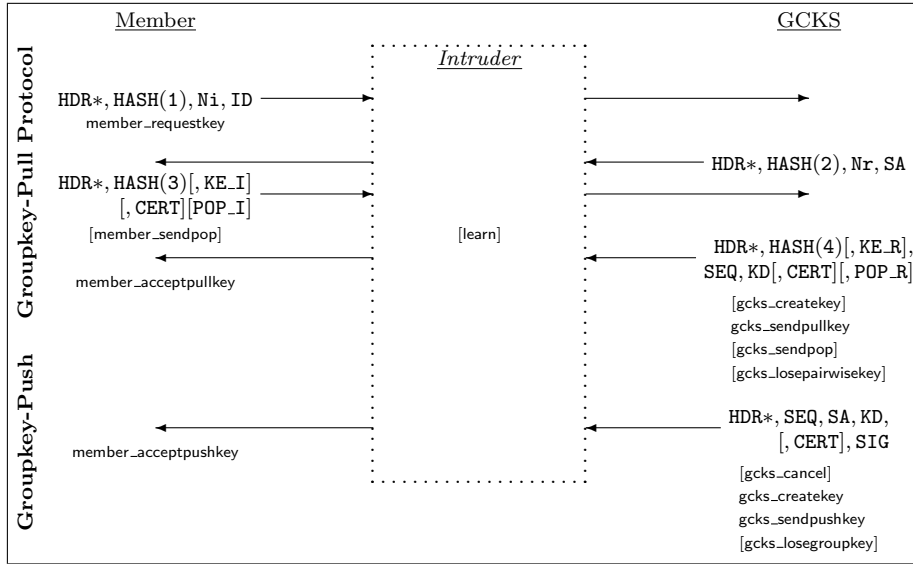 Member
GCKS
Intruder
Groupkey-Pull Protocol
HDR*, HASH(1), Ni, ID
member_requestkey
HDR*, HASH(2), Nr, SA
HDR*, HASH(3)[, KE_I]
[, CERT][POP_I]
[member_sendpop]
[learn]
HDR*, HASH(4)[, KE_R],
SEQ, KD[, CERT][, POP_R]
member_acceptpullkey
[gcks_createkey]
gcks_sendpullkey
[gcks_sendpop]
[gcks_losepairwisekey]
Groupkey-Push
HDR*, SEQ, SA, KD,
[, CERT], SIG
member_acceptpushkey
[gcks_cancel]
gcks_createkey
gcks_sendpushkey
[gcks_losegroupkey]